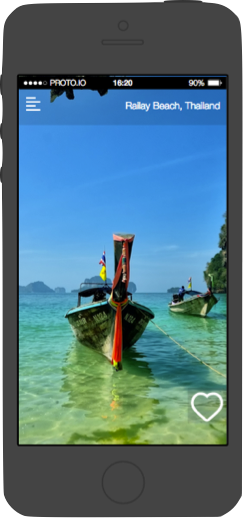 PROTO.IO 16:20 90%
Railay Beach, Thailand